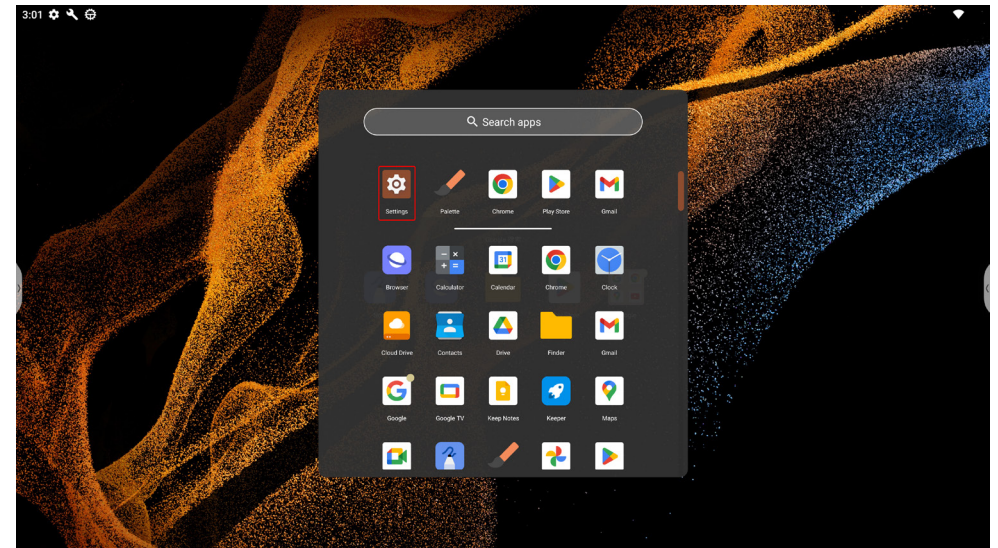 3:01
Search apps
Settings Palette Chrome Play Store Gmail
31
Browser Calculator Calendar Chrome Clock
Cloud Drive Contacts Drive Finder Gmail
Google Google TV Keep Notes Keeper Maps